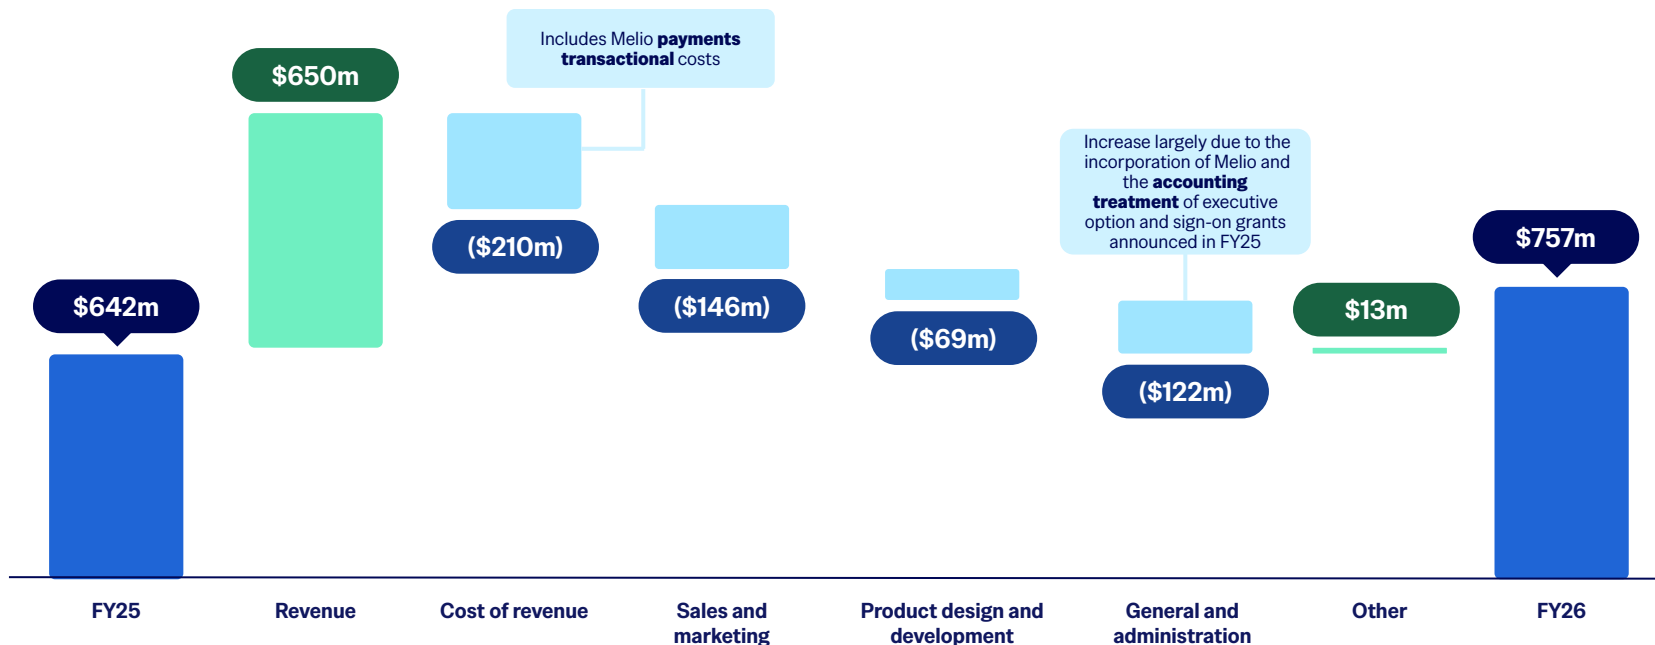 Includes Melio payments
transactional costs
$650m
Increase largely due to the
incorporation of Melio and
the accounting
treatment of executive
option and sign-on grants
announced in FY25
$757m
($210m)
$642m
($146m)
$13m
($69m)
($122m)
FY25
Revenue
Cost of revenue
Sales and
marketing
Product design and
development
General and
administration
Other
FY26